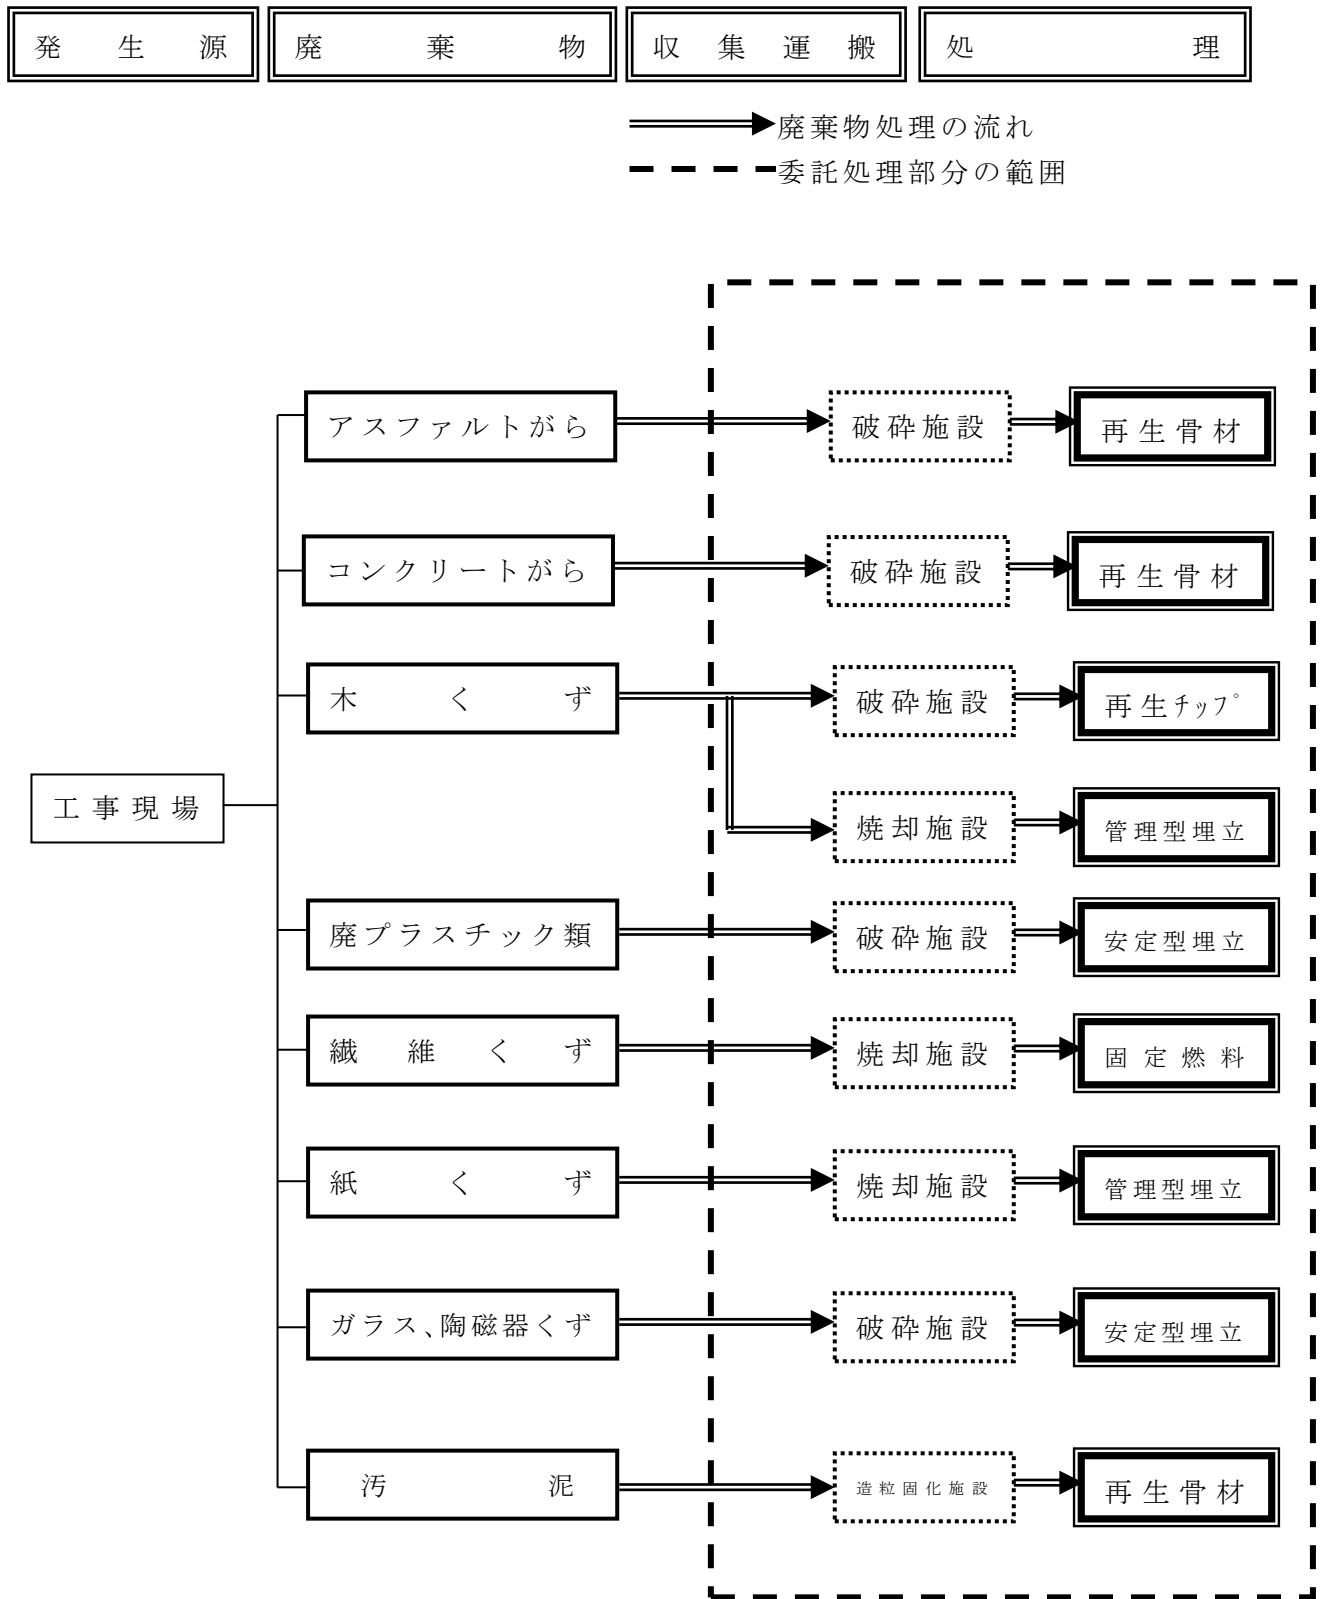 発生源 廃棄物 収集運搬 処理
廃棄物処理の流れ
委託処理部分の範囲
アスファルトがら 破砕施設 再生骨材
コンクリートがら 破砕施設 再生骨材
木くず 破砕施設 再生ﾁｯﾌﾟ
工事現場
焼却施設 管理型埋立
廃プラスチック類 破砕施設 安定型埋立
繊維くず 焼却施設 固定燃料
紙くず 焼却施設 管理型埋立
ガラス、陶磁器くず 破砕施設 安定型埋立
汚泥 造粒固化施設 再生骨材